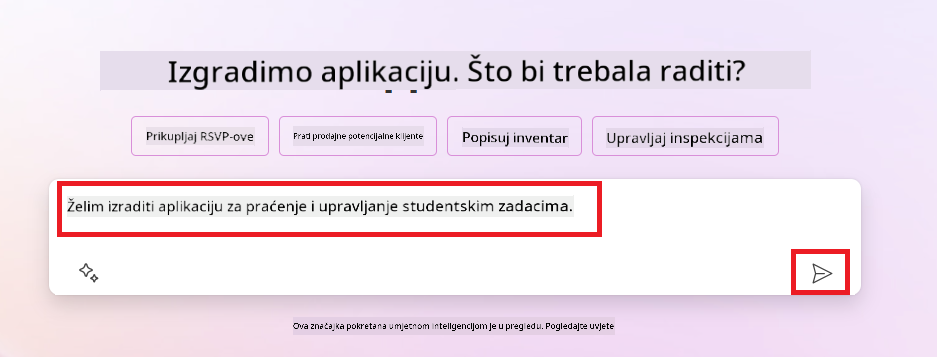 Izgradimo aplikaciju. Što bi trebala raditi?
Prikupljaj RSVP-ove
Prati prodajne potencijalne klijente
Popisuj inventar
Upravljaj inspekcijama
Želim izraditi aplikaciju za praćenje i upravljanje studentskim zadacima.
Ova značajka pokretana umjetnom inteligencijom je u pregledu. Pogledajte uvjete